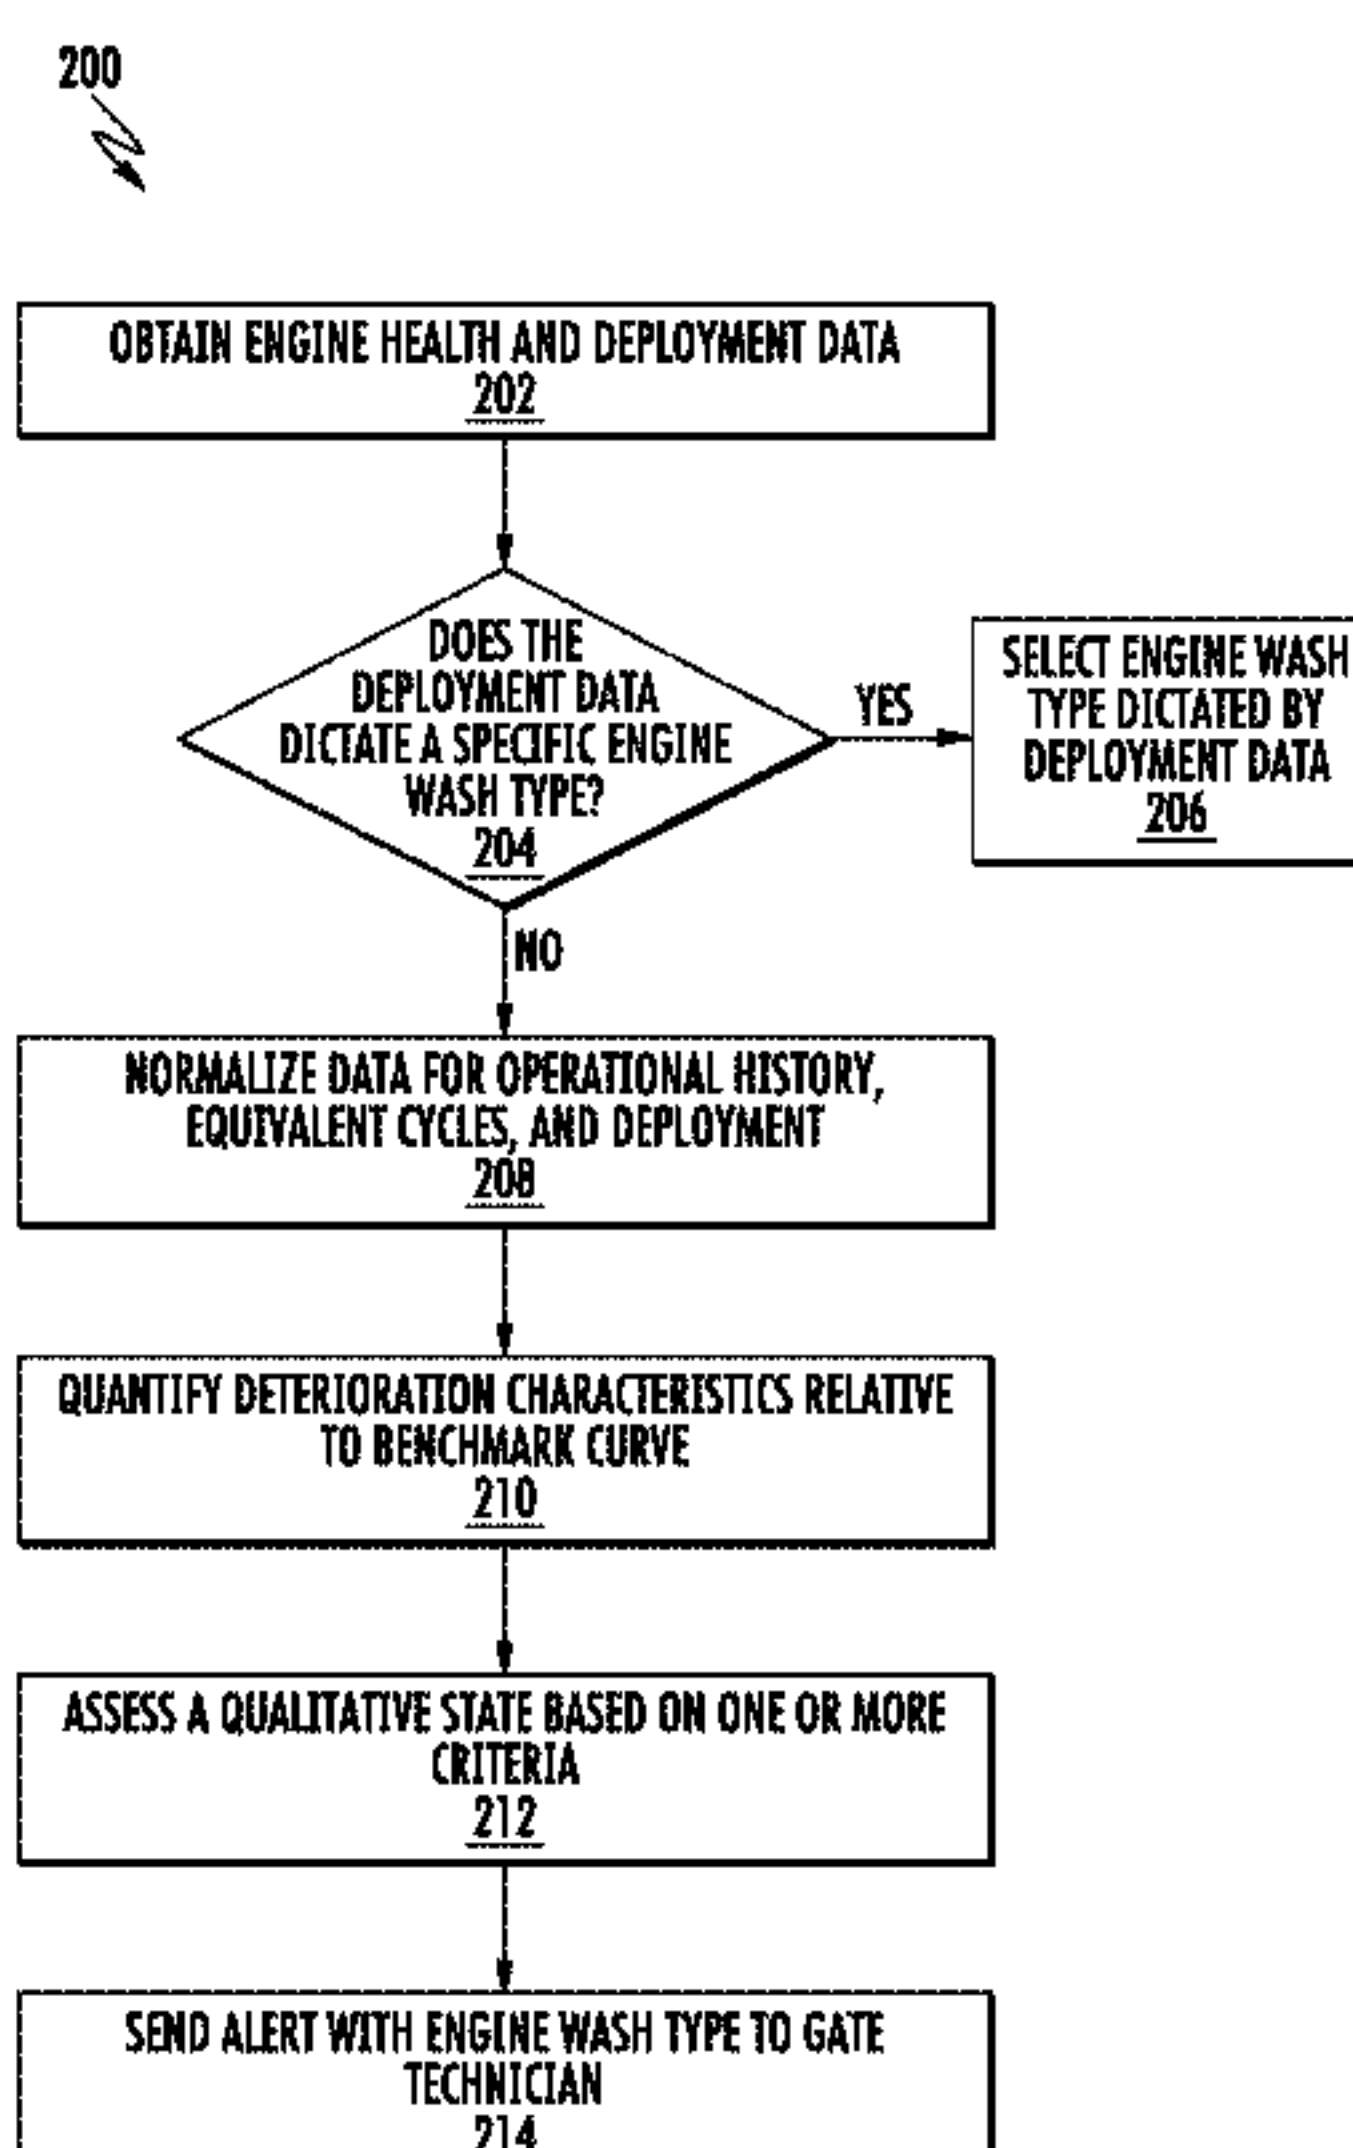 200
OBTAIN ENGINE HEALTH AND DEPLOYMENT DATA
202
DOES THE
DEPLOYMENT DATA
DICTATE A SPECIFIC ENGINE
WASH TYPE?
204
YES
SELECT ENGINE WASH
TYPE DICTATED BY
DEPLOYMENT DATA
206
NO
NORMALIZE DATA FOR OPERATIONAL HISTORY,
EQUIVALENT CYCLES, AND DEPLOYMENT
208
QUANTIFY DETERIORATION CHARACTERISTICS RELATIVE
TO BENCHMARK CURVE
210
ASSESS A QUALITATIVE STATE BASED ON ONE OR MORE
CRITERIA
212
SEND ALERT WITH ENGINE WASH TYPE TO GATE
TECHNICIAN
214